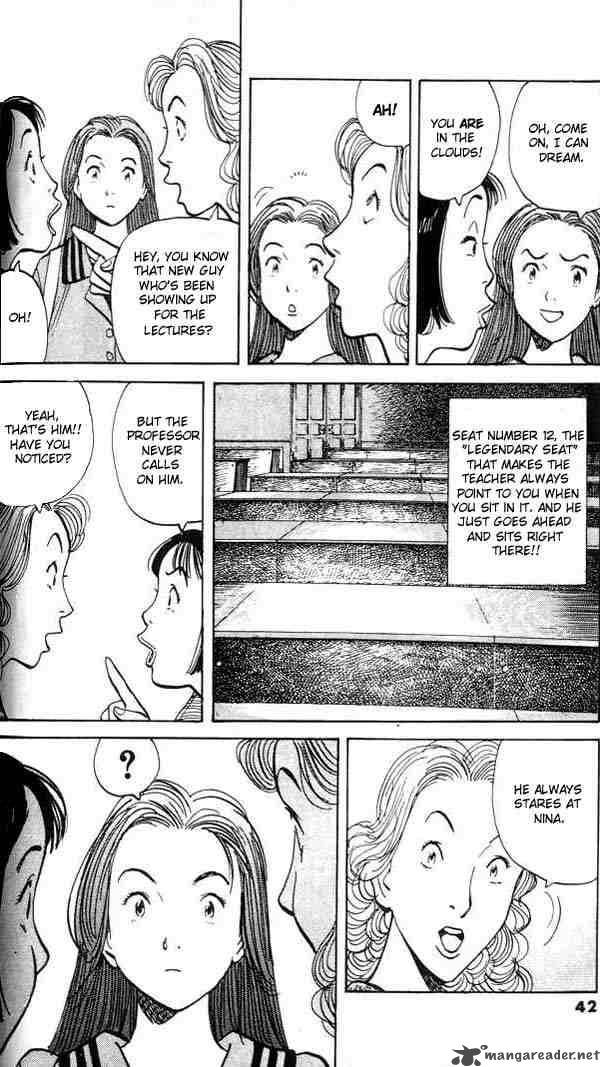 OH, COME
ON, I CAN
DREAM.
YOU ARE
IN THE
CLOUDS!
AH!
HEY, YOU KNOW
THAT NEW GUY
WHO'S BEEN
SHOWING UP
FOR THE
LECTURES?
OH!
SEAT NUMBER 12, THE
"LEGENDARY SEAT"
THAT MAKES THE
TEACHER ALWAYS
POINT TO YOU WHEN
YOU SIT IN IT. AND HE
JUST GOES AHEAD
AND SITS RIGHT
THERE!!
BUT THE
PROFESSOR
NEVER
CALLS
ON HIM.
YEAH,
THAT'S HIM!!
HAVE YOU
NOTICED?
HE ALWAYS
STARES AT
NINA.
?
42
mangareader.net